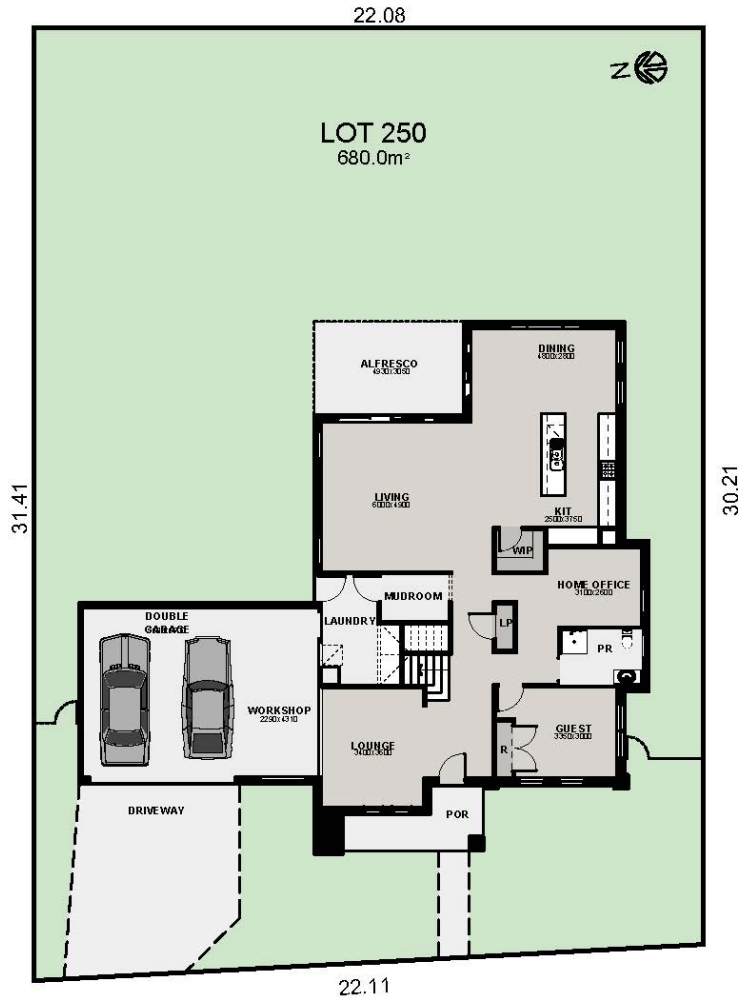 22.08
N
LOT 250
680.0m²
31.41
30.21
DINING
4800x2800
ALFRESCO
4930x3050
LIVING
6000x4900
KIT
2500x3750
WIP
HOME OFFICE
3100x2600
MUDROOM
LAUNDRY
LP
PR
DOUBLE
GARAGE
WORKSHOP
2290x4310
LOUNGE
3400x3600
R
GUEST
3350x3000
DRIVEWAY
POR
22.11